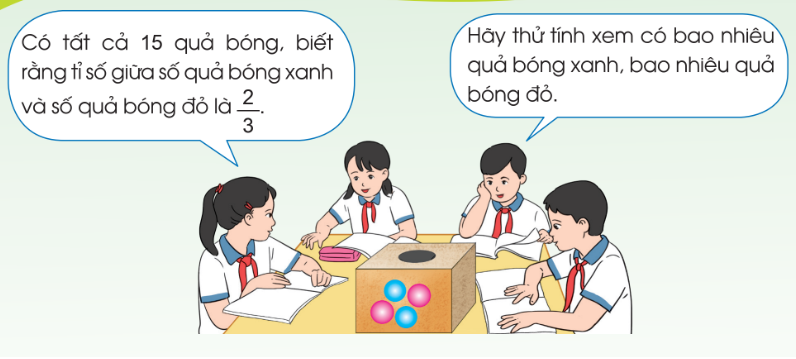 Có tất cả 15 quả bóng, biết
rằng tỉ số giữa số quả bóng xanh
và số quả bóng đỏ là 2/3.
Hãy thử tính xem có bao nhiêu
quả bóng xanh, bao nhiêu quả
bóng đỏ.